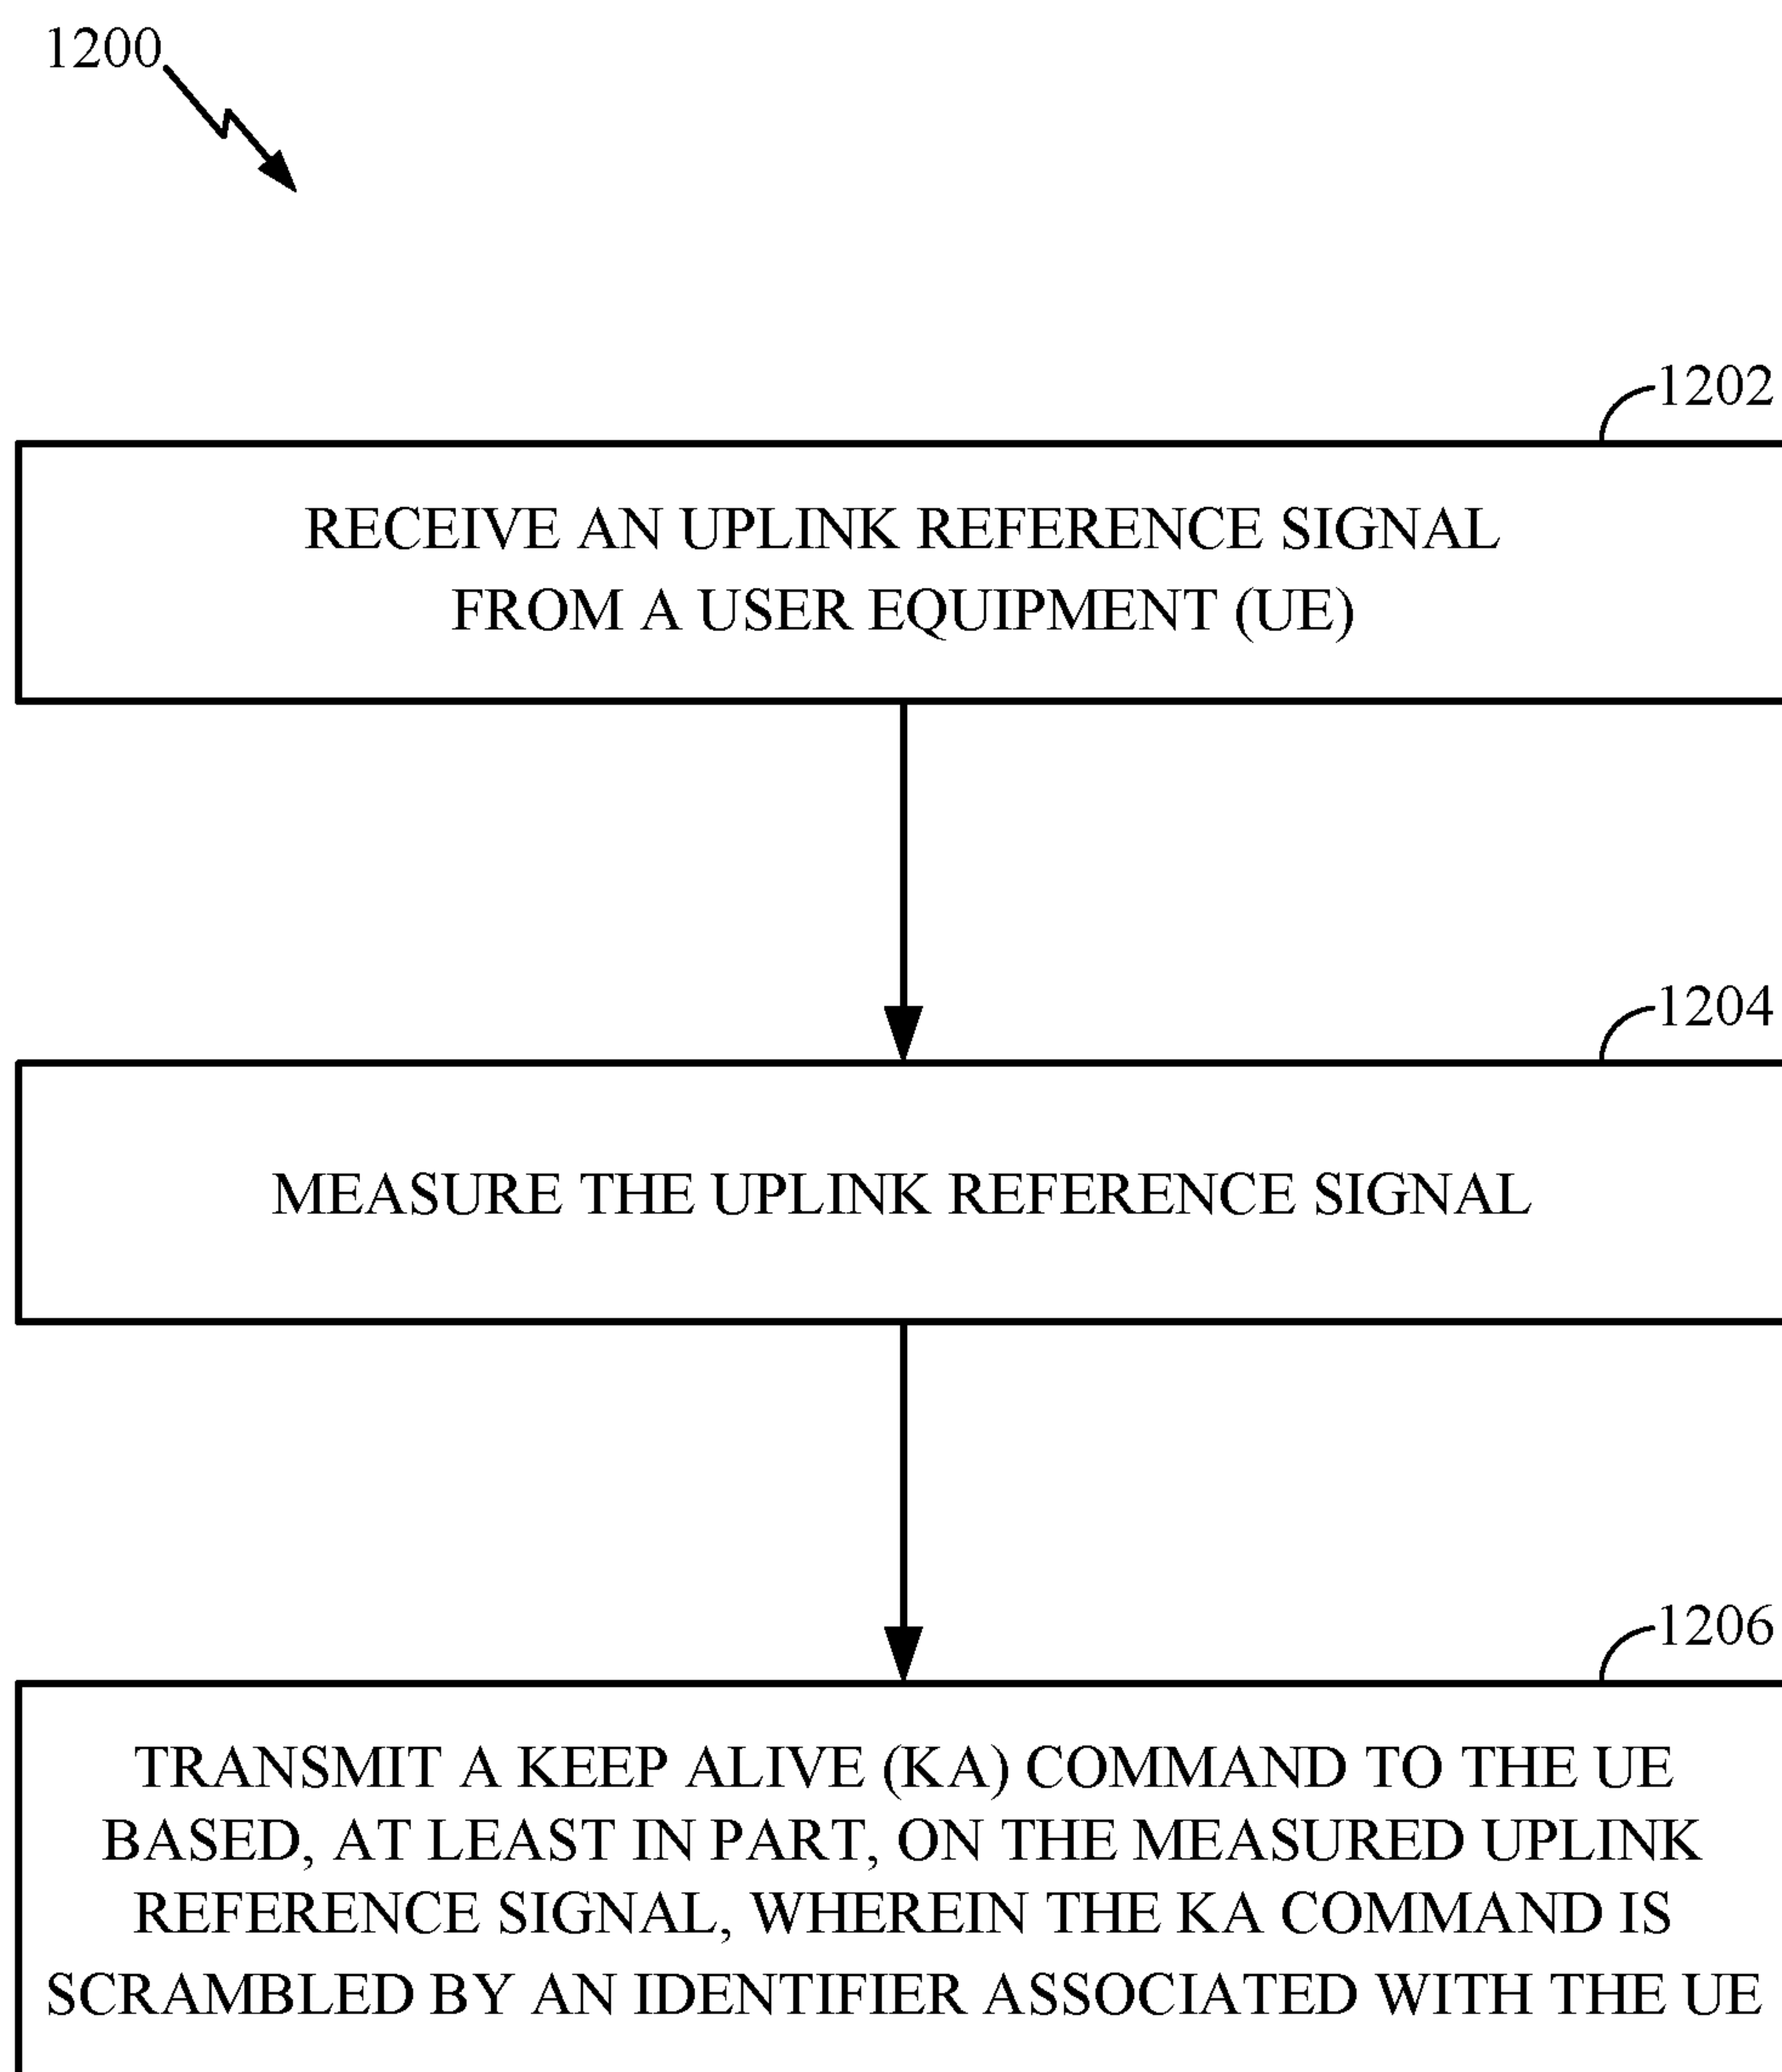 1200
1202
RECEIVE AN UPLINK REFERENCE SIGNAL
FROM A USER EQUIPMENT (UE)
1204
MEASURE THE UPLINK REFERENCE SIGNAL
1206
TRANSMIT A KEEP ALIVE (KA) COMMAND TO THE UE
BASED, AT LEAST IN PART, ON THE MEASURED UPLINK
REFERENCE SIGNAL, WHEREIN THE KA COMMAND IS
SCRAMBLED BY AN IDENTIFIER ASSOCIATED WITH THE UE